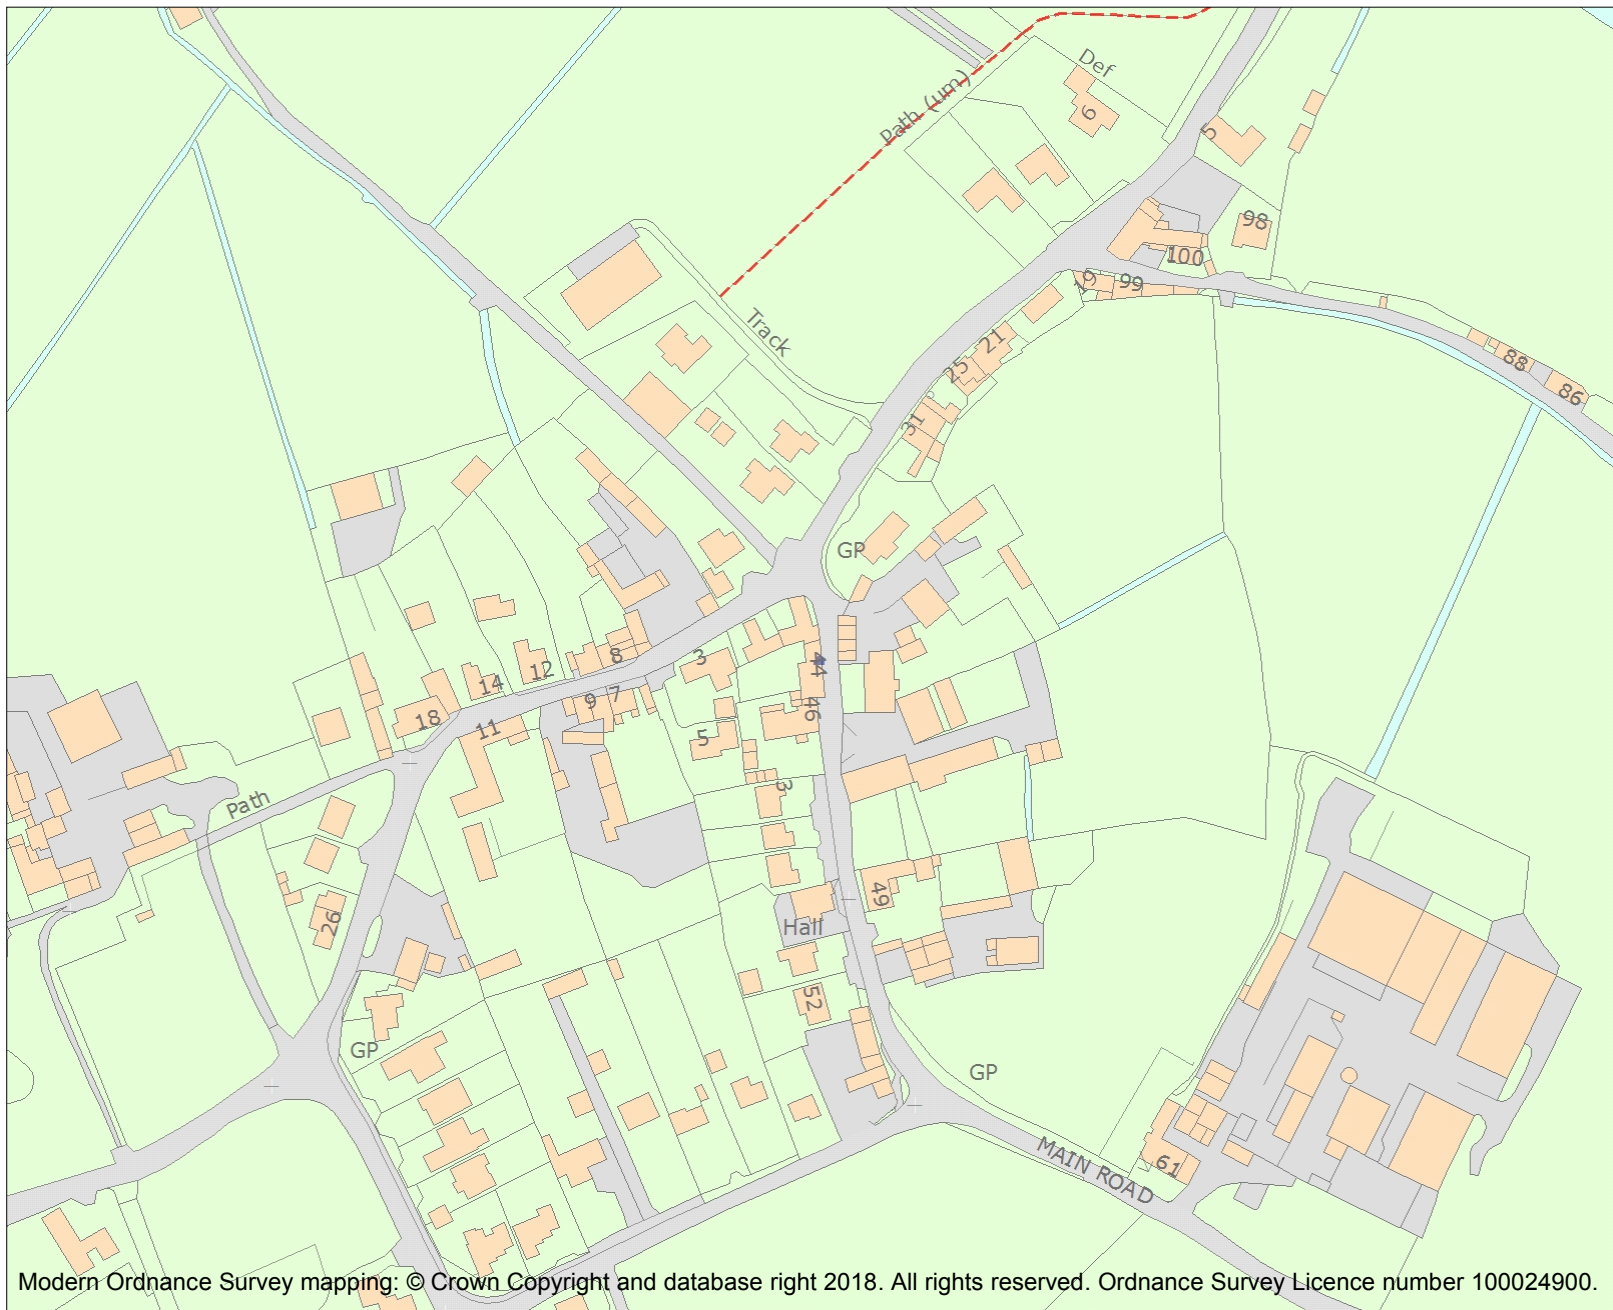 Def
6
Path (um)
5
98
100
19
99
Track
21
25
88
86
31
GP
3
8
44
12
14
9
7
46
18
11
5
3
Path
49
26
Hall
52
GP
GP
MAIN ROAD
61
Modern Ordnance Survey mapping: © Crown Copyright and database right 2018. All rights reserved. Ordnance Survey Licence number 100024900.